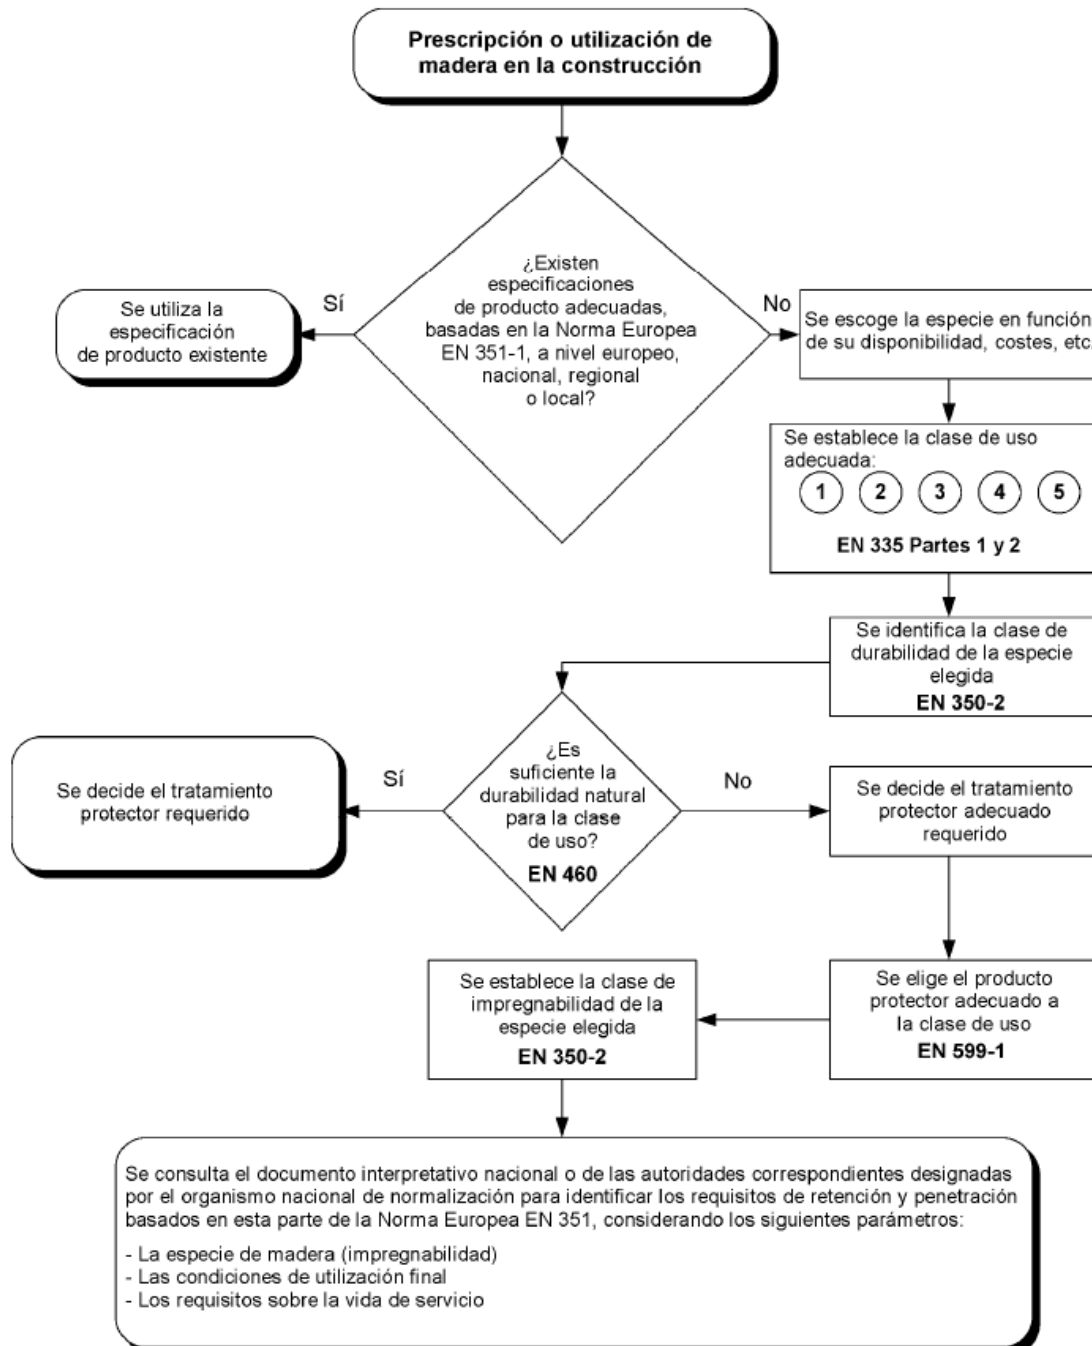 Prescripción o utilización de
madera en la construcción
¿Existen
especificaciones
de producto adecuadas,
basadas en la Norma Europea
EN 351-1, a nivel europeo,
nacional, regional
o local?
Sí
No
Se utiliza la
especificación
de producto existente
Se escoge la especie en función
de su disponibilidad, costes, etc.
Se establece la clase de uso
adecuada:
1 2 3 4 5
EN 335 Partes 1 y 2
Se identifica la clase de
durabilidad de la especie
elegida
EN 350-2
¿Es
suficiente la
durabilidad natural
para la clase
de uso?
EN 460
Sí
No
Se decide el tratamiento
protector requerido
Se decide el tratamiento
protector adecuado
requerido
Se elige el producto
protector adecuado a
la clase de uso
EN 599-1
Se establece la clase de
impregnabilidad de la
especie elegida
EN 350-2
Se consulta el documento interpretativo nacional o de las autoridades correspondientes designadas
por el organismo nacional de normalización para identificar los requisitos de retención y penetración
basados en esta parte de la Norma Europea EN 351, considerando los siguientes parámetros:
- La especie de madera (impregnabilidad)
- Las condiciones de utilización final
- Los requisitos sobre la vida de servicio